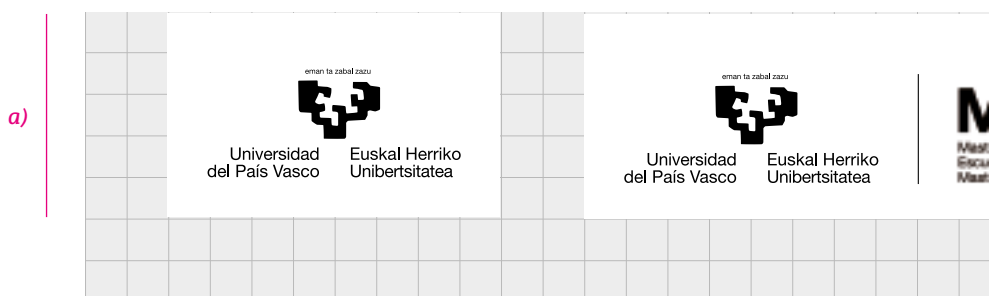 a)
eman ta zabal zazu
Universidad
del País Vasco
Euskal Herriko
Unibertsitatea
eman ta zabal zazu
Universidad
del País Vasco
Euskal Herriko
Unibertsitatea
M